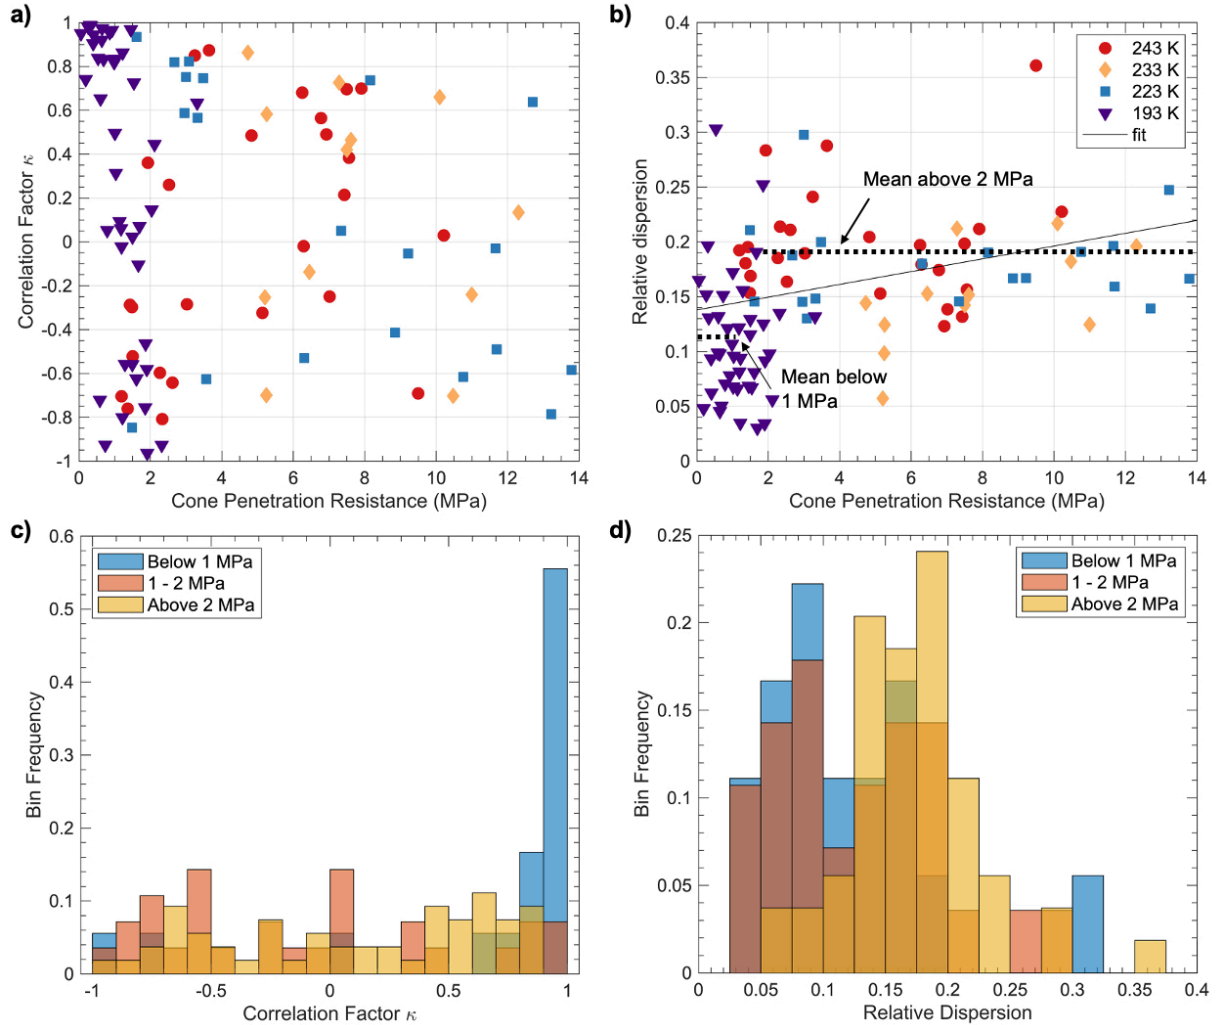 a)
1
0.8
0.6
0.4
0.2
0
-0.2
-0.4
-0.6
-0.8
-1
Correlation Factor κ
0 2 4 6 8 10 12 14
Cone Penetration Resistance (MPa)
b)
0.4
0.35
0.3
0.25
0.2
0.15
0.1
0.05
0
Relative dispersion
243 K
233 K
223 K
193 K
fit
Mean above 2 MPa
Mean below
1 MPa
0 2 4 6 8 10 12 14
Cone Penetration Resistance (MPa)
c)
0.6
0.5
0.4
0.3
0.2
0.1
0
Bin Frequency
Below 1 MPa
1 - 2 MPa
Above 2 MPa
-1 -0.5 0 0.5 1
Correlation Factor κ
d)
0.25
0.2
0.15
0.1
0.05
0
Bin Frequency
Below 1 MPa
1 - 2 MPa
Above 2 MPa
0 0.05 0.1 0.15 0.2 0.25 0.3 0.35 0.4
Relative Dispersion